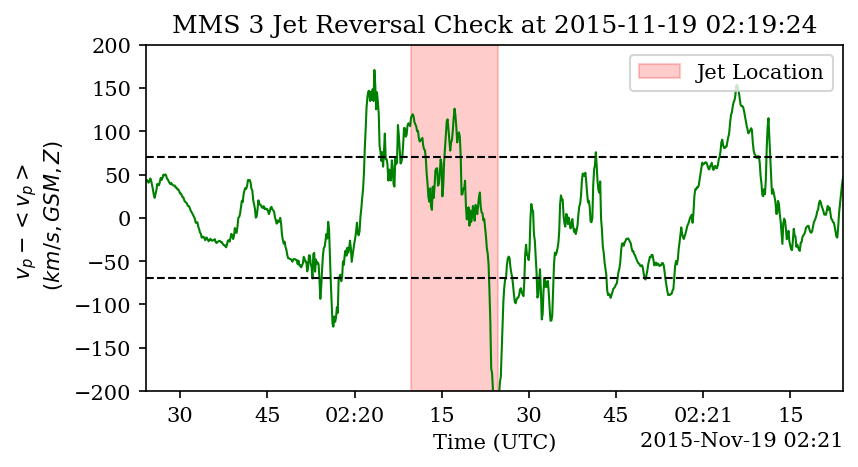 MMS 3 Jet Reversal Check at 2015-11-19 02:19:24
Jet Location
v_p − < v_p >
(km/s, GSM, Z)
200
150
100
50
0
−50
−100
−150
−200
30 45 02:20 15 30 45 02:21 15
Time (UTC)
2015-Nov-19 02:21